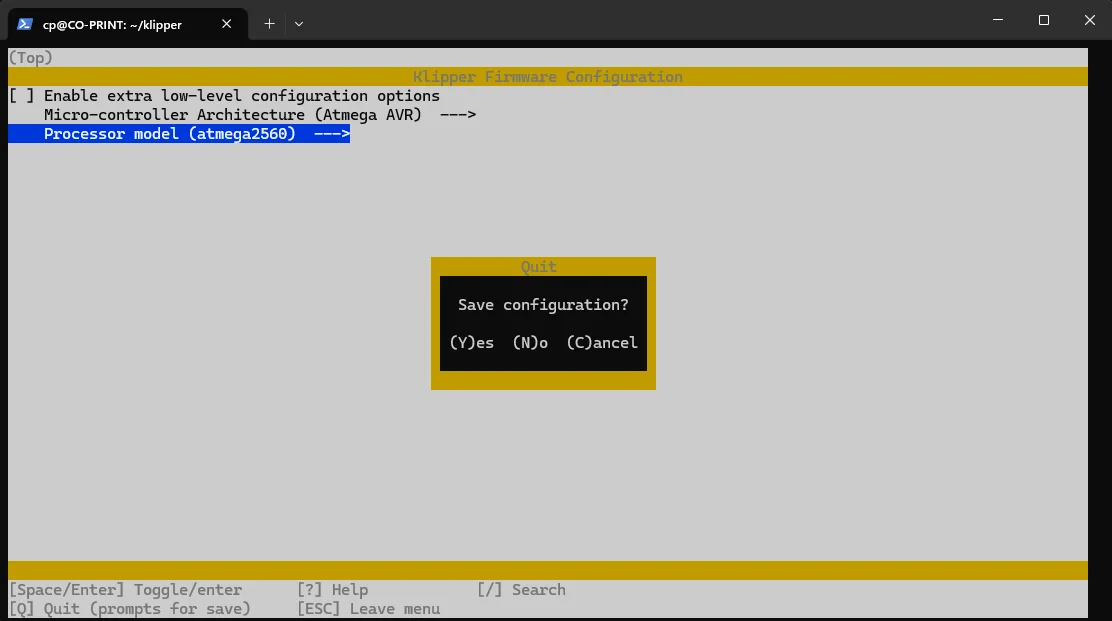 cp@CO-PRINT: ~/klipper
(Top)
Klipper Firmware Configuration
[ ] Enable extra low-level configuration options
Micro-controller Architecture (Atmega AVR)  --->
Processor model (atmega2560)  --->
Quit
Save configuration?
(Y)es  (N)o  (C)ancel
[Space/Enter] Toggle/enter      [?] Help            [/] Search
[Q] Quit (prompts for save)     [ESC] Leave menu